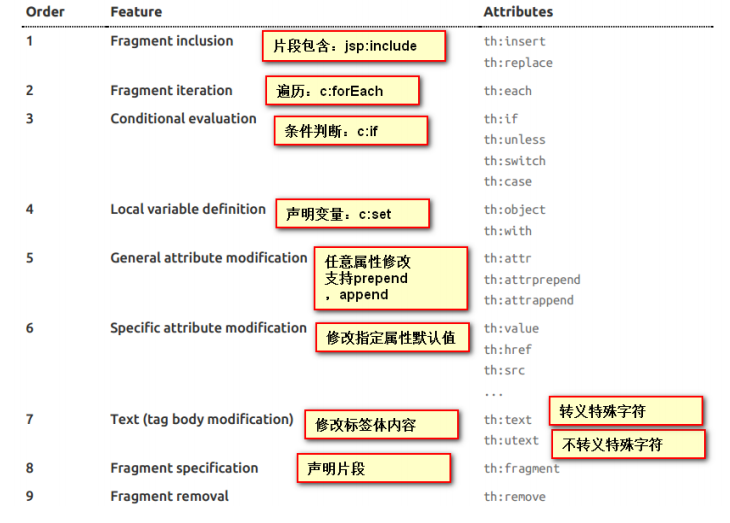 Order Feature Attributes
1 Fragment inclusion 片段包含：jsp:include th:insert
th:replace
2 Fragment iteration 遍历：c:forEach th:each
3 Conditional evaluation 条件判断：c:if th:if
th:unless
th:switch
th:case
4 Local variable definition 声明变量：c:set th:object
th:with
5 General attribute modification 任意属性修改 th:attr
支持prepend th:attrprepend
，append th:attrappend
6 Specific attribute modification 修改指定属性默认值 th:value
th:href
th:src
...
7 Text (tag body modification) 修改标签体内容 th:text 转义特殊字符
th:utext 不转义特殊字符
8 Fragment specification 声明片段 th:fragment
9 Fragment removal th:remove